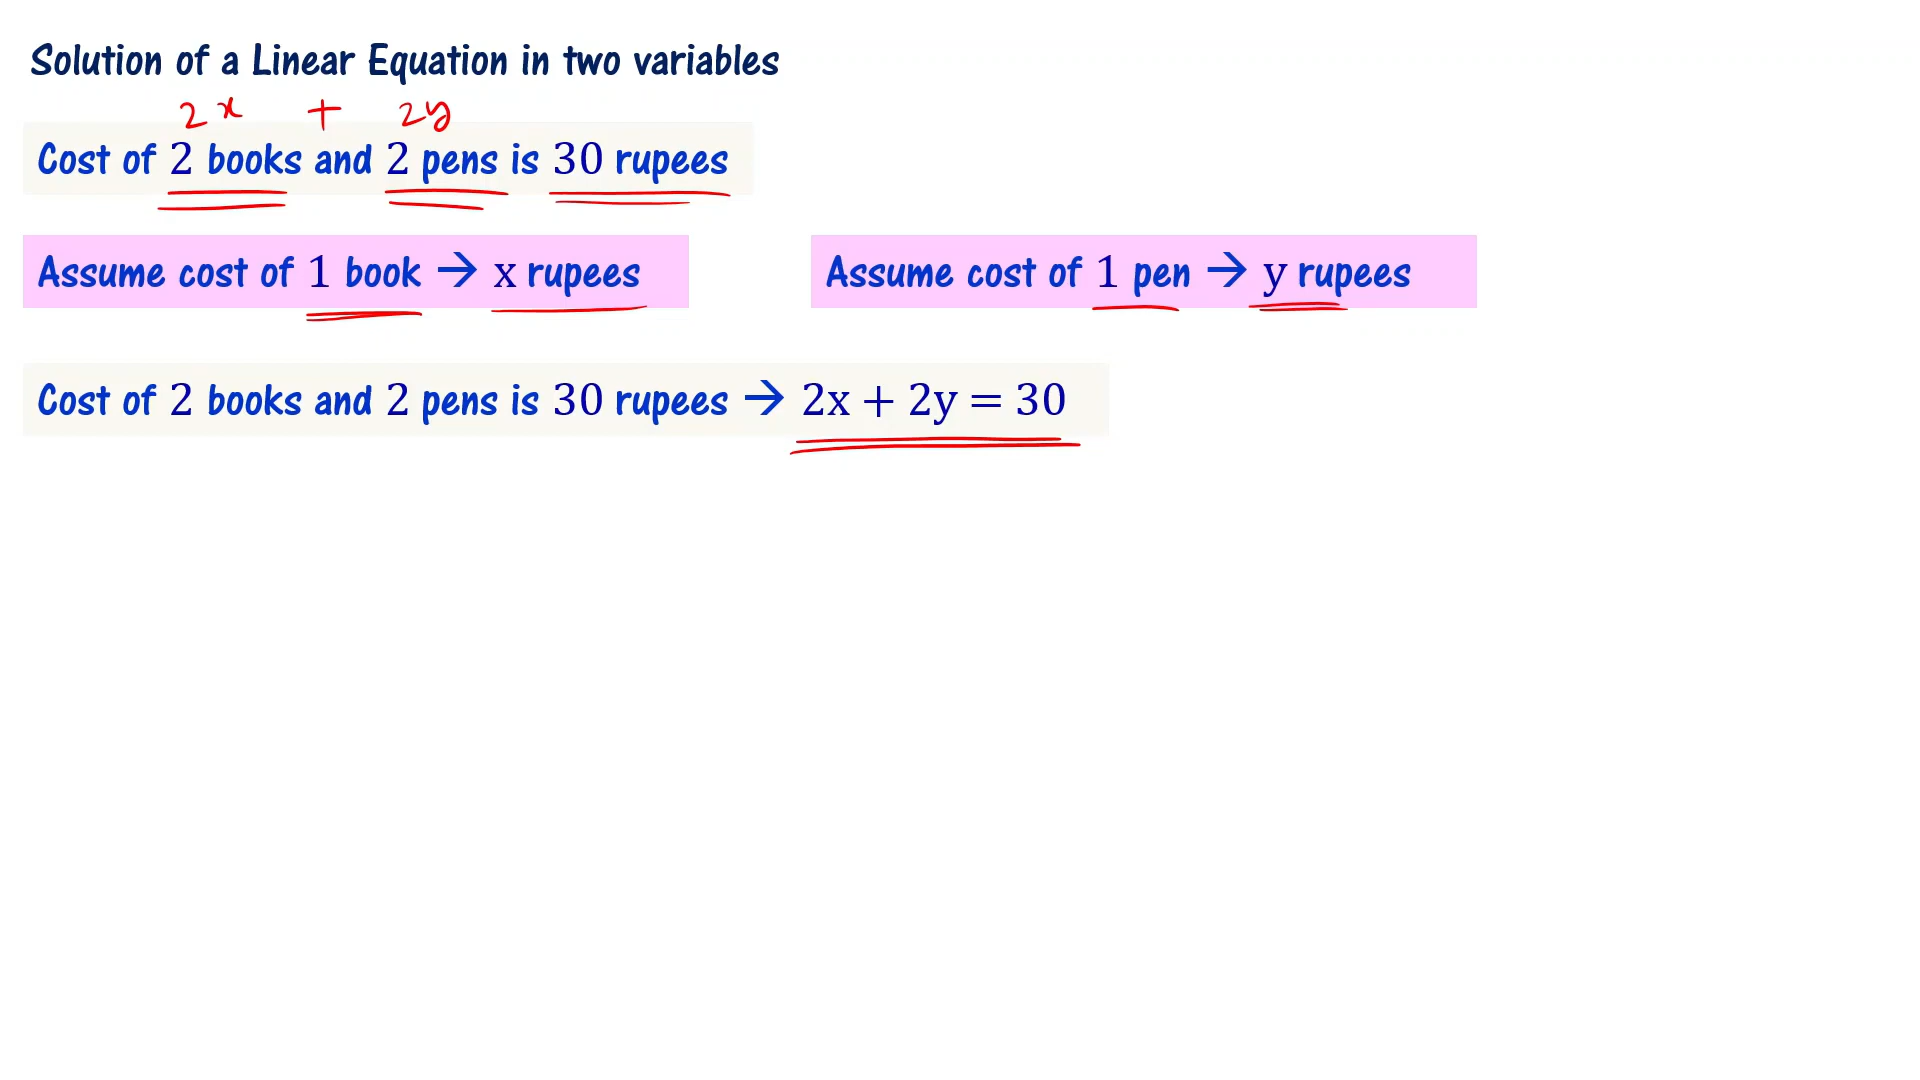 Solution of a Linear Equation in two variables
2x + 2y
Cost of 2 books and 2 pens is 30 rupees
Assume cost of 1 book → x rupees
Assume cost of 1 pen → y rupees
Cost of 2 books and 2 pens is 30 rupees → 2x + 2y = 30